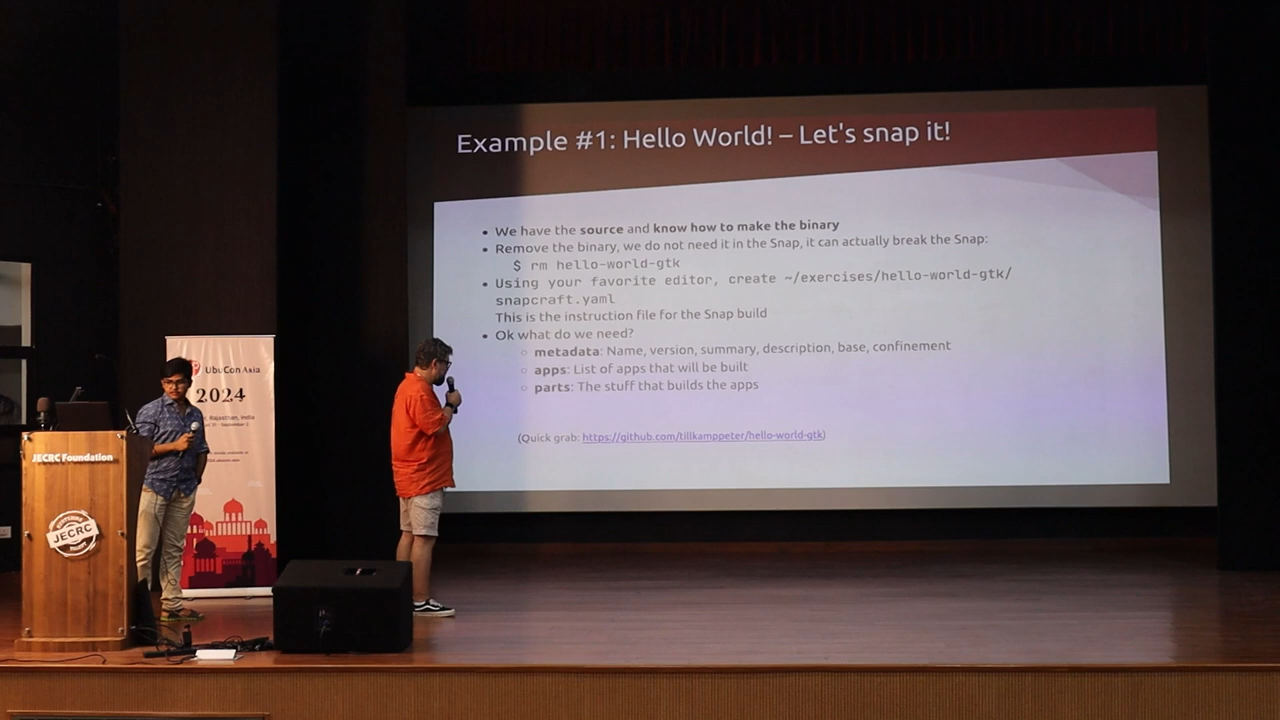 Example #1: Hello World! – Let's snap it!
• We have the source and know how to make the binary
• Remove the binary, we do not need it in the Snap, it can actually break the Snap:
$ rm hello-world-gtk
• Using your favorite editor, create ~/exercises/hello-world-gtk/
snapcraft.yaml
This is the instruction file for the Snap build
• Ok what do we need?
○ metadata: Name, version, summary, description, base, confinement
○ apps: List of apps that will be built
○ parts: The stuff that builds the apps
(Quick grab: https://github.com/tillkamppeter/hello-world-gtk)
UbuCon Asia
2024
Rajasthan, India
JECRC Foundation
JECRC